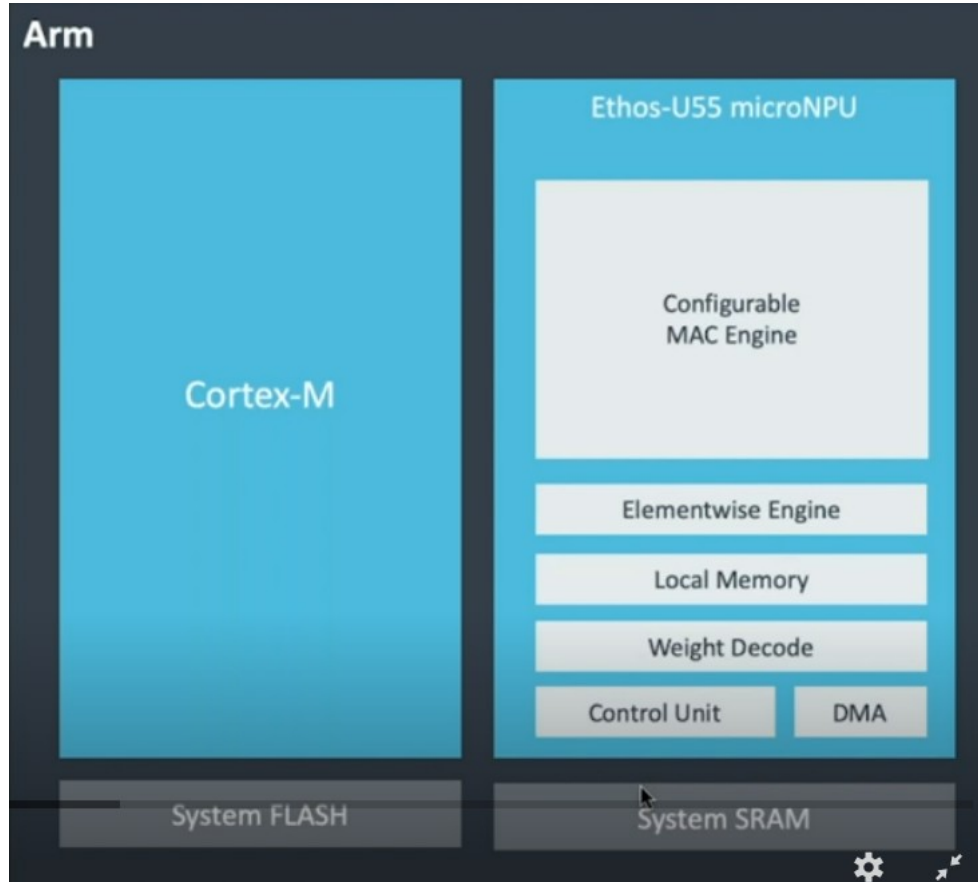 Arm
Cortex-M
Ethos-U55 microNPU
Configurable
MAC Engine
Elementwise Engine
Local Memory
Weight Decode
Control Unit
DMA
System FLASH
System SRAM